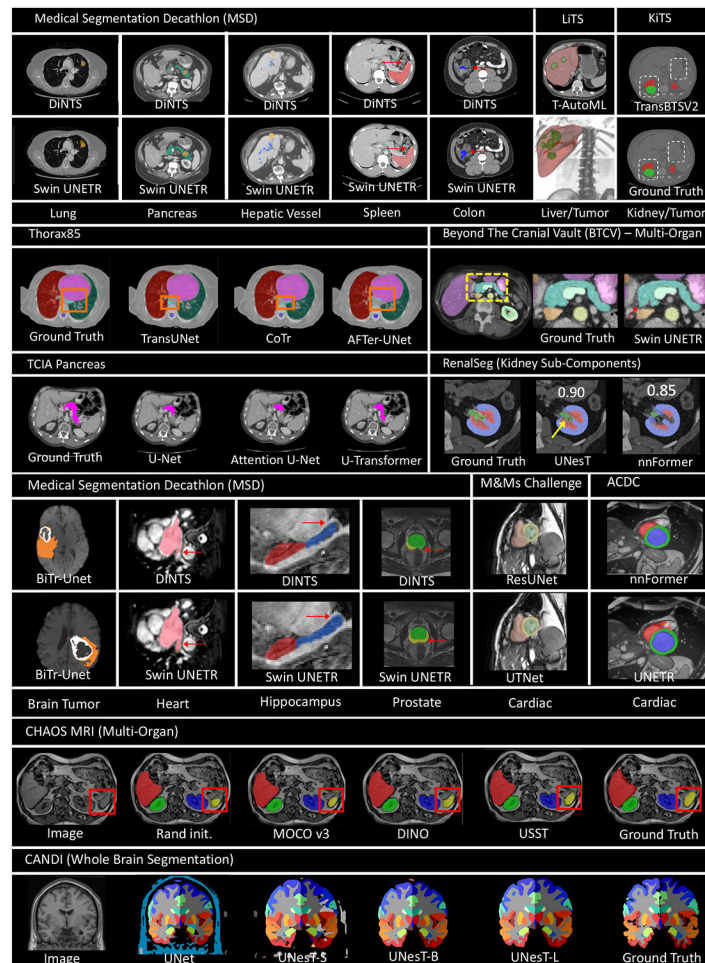 Medical Segmentation Decathlon (MSD) LiTS KiTS
DiNTS DiNTS DiNTS DiNTS DiNTS T-AutoML TransBTSV2
Swin UNETR Swin UNETR Swin UNETR Swin UNETR Swin UNETR Ground Truth
Lung Pancreas Hepatic Vessel Spleen Colon Liver/Tumor Kidney/Tumor
Thorax85 Beyond The Cranial Vault (BTCV) – Multi-Organ
Ground Truth TransUNet CoTr AFTer-UNet Ground Truth Swin UNETR
TCIA Pancreas RenalSeg (Kidney Sub-Components)
0.90 0.85
Ground Truth U-Net Attention U-Net U-Transformer Ground Truth UNesT nnFormer
Medical Segmentation Decathlon (MSD) M&Ms Challenge ACDC
BiTr-Unet DINTS DINTS DINTS ResUNet nnFormer
BiTr-Unet Swin UNETR Swin UNETR Swin UNETR UTNet UNETR
Brain Tumor Heart Hippocampus Prostate Cardiac Cardiac
CHAOS MRI (Multi-Organ)
Image Rand init. MOCO v3 DINO USST Ground Truth
CANDI (Whole Brain Segmentation)
Image UNet UNesT-S UNesT-B UNesT-L Ground Truth